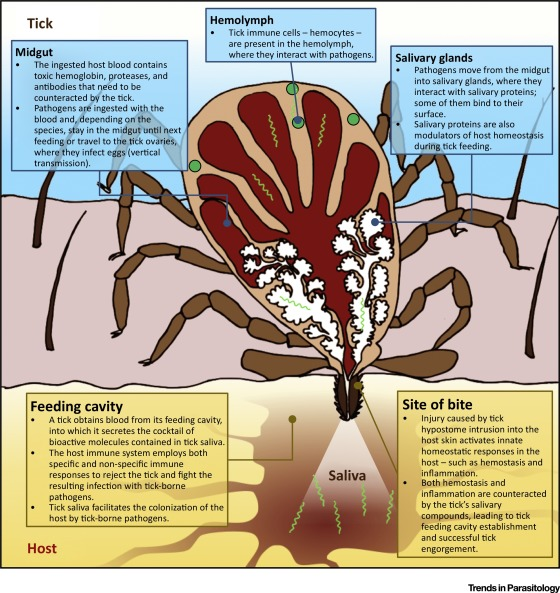 Tick
Hemolymph
• Tick immune cells – hemocytes –
are present in the hemolymph,
where they interact with pathogens.
Midgut
• The ingested host blood contains
toxic hemoglobin, proteases, and
antibodies that need to be
counteracted by the tick.
• Pathogens are ingested with the
blood and, depending on the
species, stay in the midgut until next
feeding or travel to the tick ovaries,
where they infect eggs (vertical
transmission).
Salivary glands
• Pathogens move from the midgut
into salivary glands, where they
interact with salivary proteins;
some of them bind to their
surface.
• Salivary proteins are also
modulators of host homeostasis
during tick feeding.
Feeding cavity
• A tick obtains blood from its feeding cavity,
into which it secretes the cocktail of
bioactive molecules contained in tick saliva.
• The host immune system employs both
specific and non-specific immune
responses to reject the tick and fight the
resulting infection with tick-borne
pathogens.
• Tick saliva facilitates the colonization of the
host by tick-borne pathogens.
Saliva
Site of bite
• Injury caused by tick
hypostome intrusion into the
host skin activates innate
homeostatic responses in the
host – such as hemostasis and
inflammation.
• Both hemostasis and
inflammation are counteracted
by the tick's salivary
compounds, leading to tick
feeding cavity establishment
and successful tick
engorgement.
Host
Trends in Parasitology